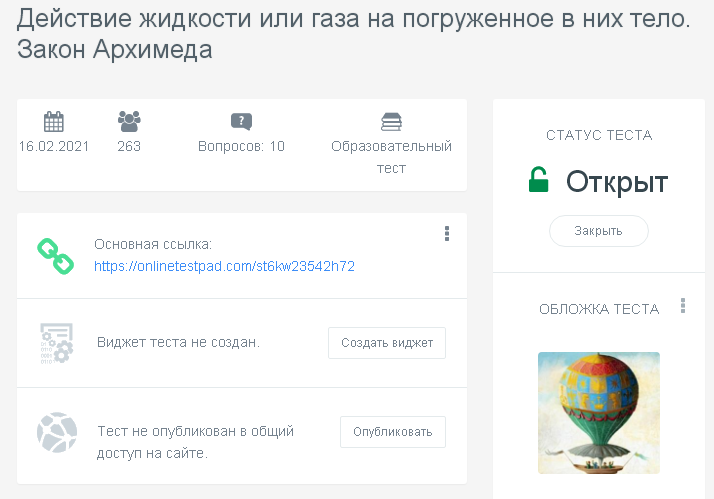 Действие жидкости или газа на погруженное в них тело.
Закон Архимеда
16.02.2021
263
Вопросов: 10
Образовательный
тест
СТАТУС ТЕСТА
Открыт
Закрыть
Основная ссылка:
https://onlinetestpad.com/st6kw23542h72
Виджет теста не создан.
Создать виджет
Тест не опубликован в общий
доступ на сайте.
Опубликовать
ОБЛОЖКА ТЕСТА